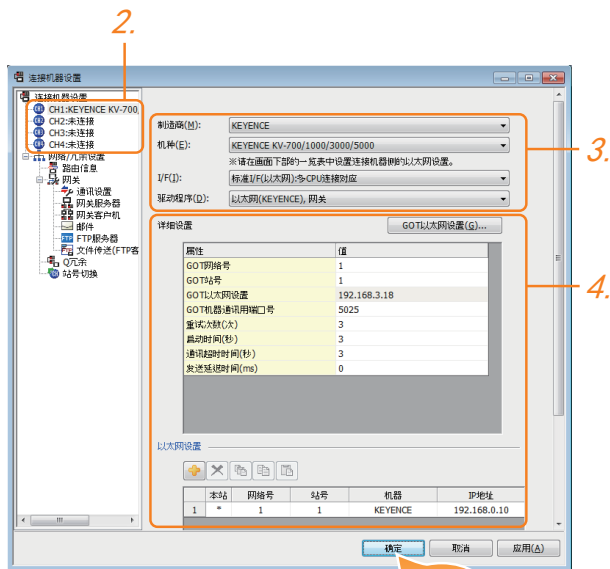 2.
连接机器设置
连接机器设置
CH1:KEYENCE KV-700,
CH2:未连接
CH3:未连接
CH4:未连接
网络/冗余设置
路由信息
网关
通讯设置
网关服务器
网关客户机
邮件
FTP服务器
文件传送(FTP客
Q冗余
站号切换
制造商(M): KEYENCE
机种(E): KEYENCE KV-700/1000/3000/5000
※请在画面下部的一览表中设置连接机器侧的以太网设置。
I/F(I): 标准I/F(以太网):多CPU连接对应
驱动程序(D): 以太网(KEYENCE), 网关
3.
详细设置
GOT以太网设置(G)...
4.
属性 值
GOT网络号 1
GOT站号 1
GOT以太网设置 192.168.3.18
GOT机器通讯用端口号 5025
重试次数(次) 3
启动时间(秒) 3
通讯超时时间(秒) 3
发送延迟时间(ms) 0
以太网设置
本站 网络号 站号 机器 IP地址
1 * 1 1 KEYENCE 192.168.0.10
确定 取消 应用(A)